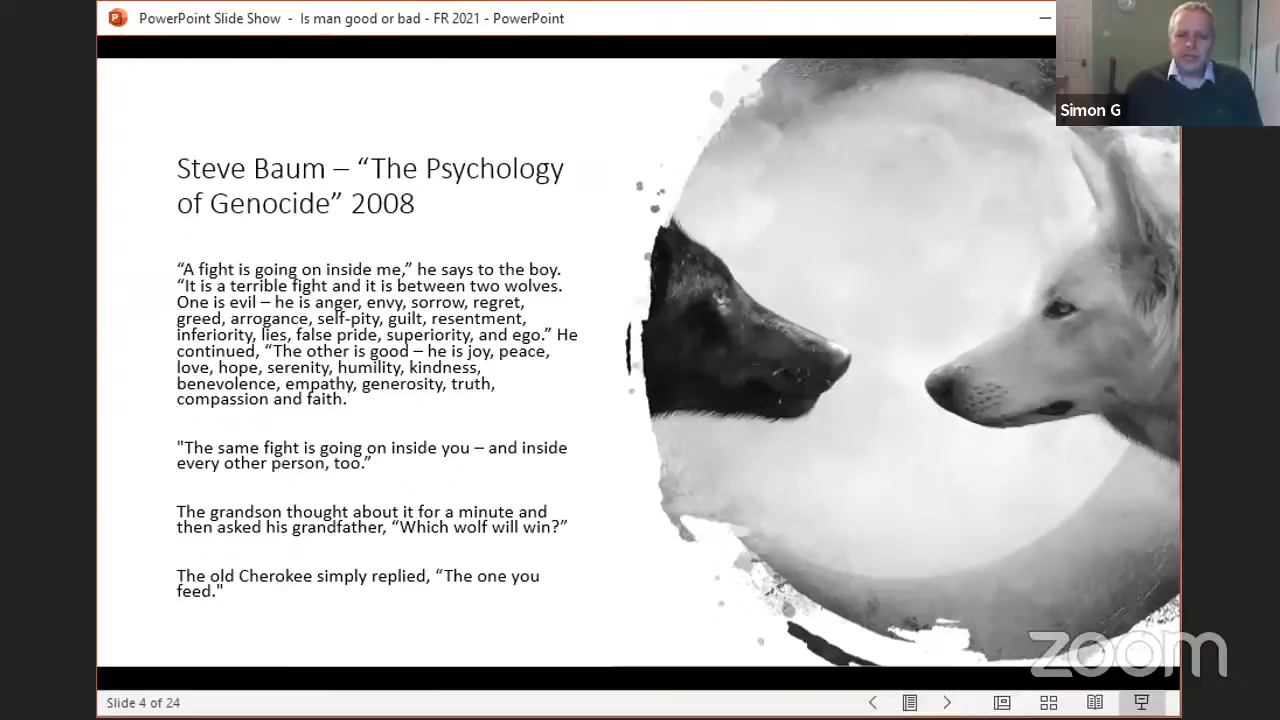 PowerPoint Slide Show - Is man good or bad - FR 2021 - PowerPoint
Simon G
Steve Baum – “The Psychology
of Genocide” 2008
“A fight is going on inside me,” he says to the boy.
“It is a terrible fight and it is between two wolves.
One is evil – he is anger, envy, sorrow, regret,
greed, arrogance, self-pity, guilt, resentment,
inferiority, lies, false pride, superiority, and ego.” He
continued, “The other is good – he is joy, peace,
love, hope, serenity, humility, kindness,
benevolence, empathy, generosity, truth,
compassion and faith.
"The same fight is going on inside you – and inside
every other person, too.”
The grandson thought about it for a minute and
then asked his grandfather, “Which wolf will win?”
The old Cherokee simply replied, “The one you
feed."
zoom
Slide 4 of 24